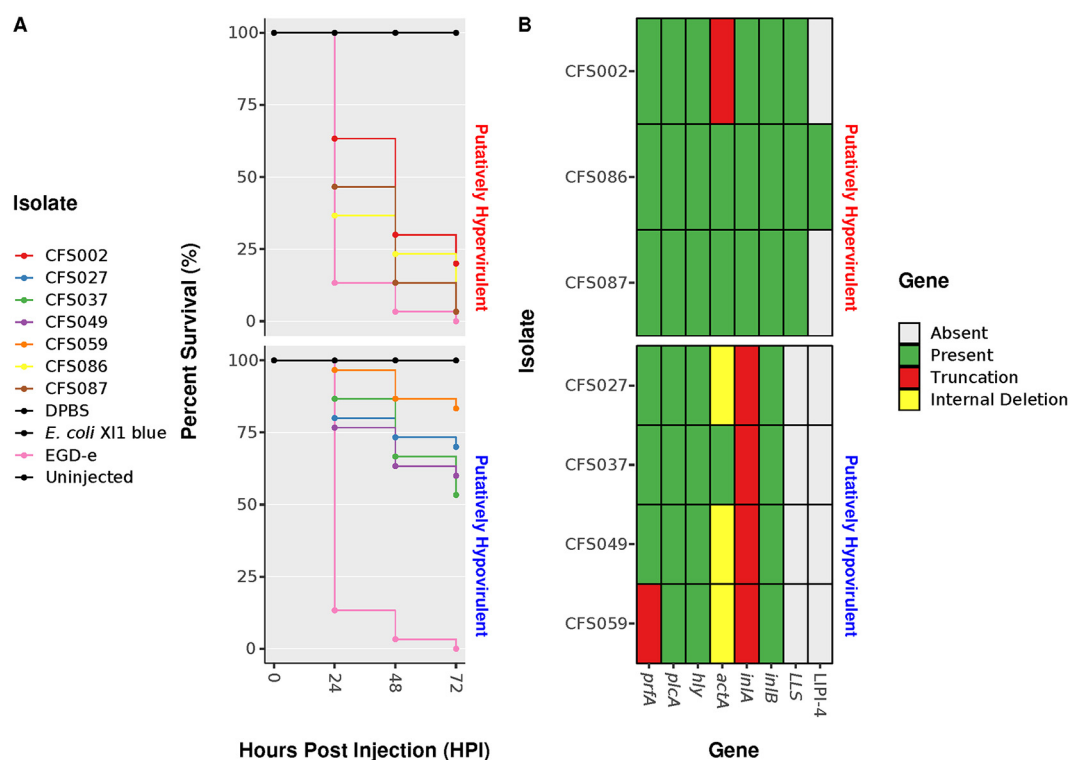 A
Isolate
CFS002
CFS027
CFS037
CFS049
CFS059
CFS086
CFS087
DPBS
E. coli Xl1 blue
EGD-e
Uninjected
Percent Survival (%)
100
75
50
25
0
Putatively Hypervirulent
100
75
50
25
0
Putatively Hypovirulent
0
24
48
72
Hours Post Injection (HPI)
B
Isolate
CFS002
CFS086
CFS087
Putatively Hypervirulent
CFS027
CFS037
CFS049
CFS059
Putatively Hypovirulent
prfA
plcA
hly
actA
inlA
inlB
LLS
LIPI-4
Gene
Gene
Absent
Present
Truncation
Internal Deletion